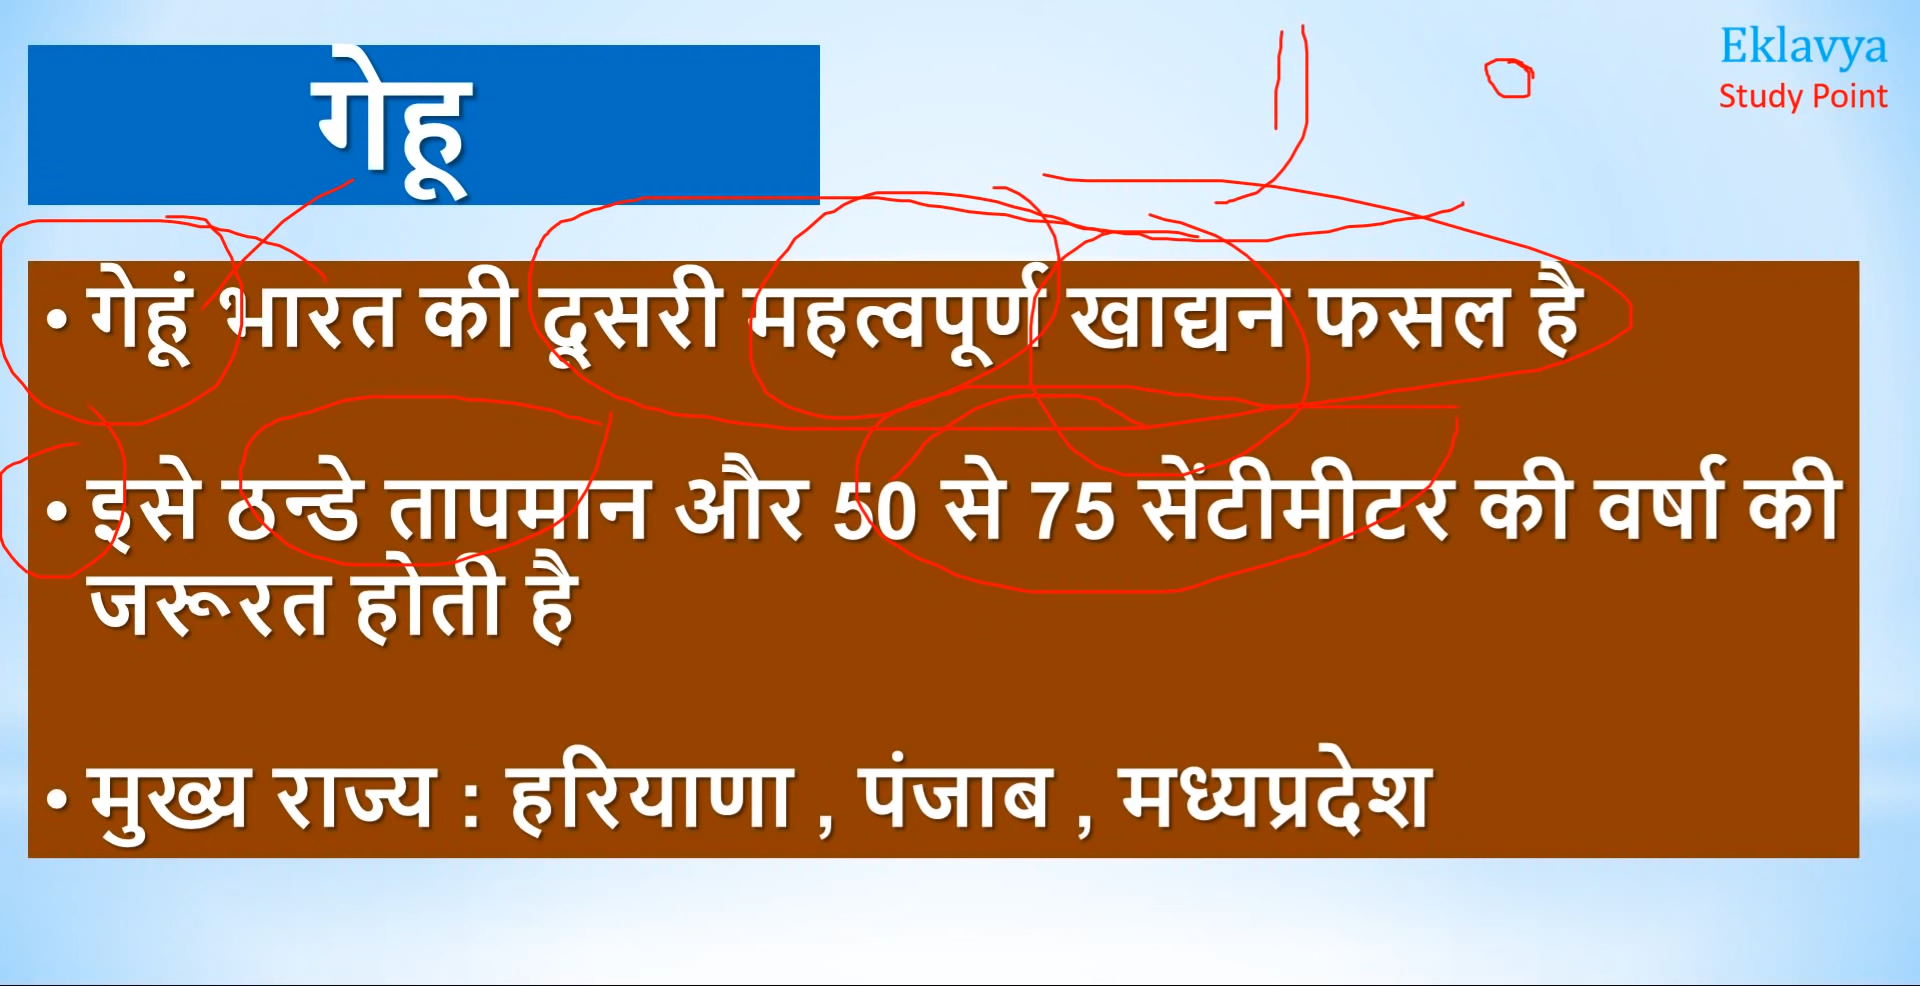 Eklavya
Study Point
गेहू
• गेहूं भारत की दूसरी महत्वपूर्ण खाद्यन फसल है
• इसे ठन्डे तापमान और 50 से 75 सेंटीमीटर की वर्षा की
जरूरत होती है
• मुख्य राज्य : हरियाणा , पंजाब , मध्यप्रदेश